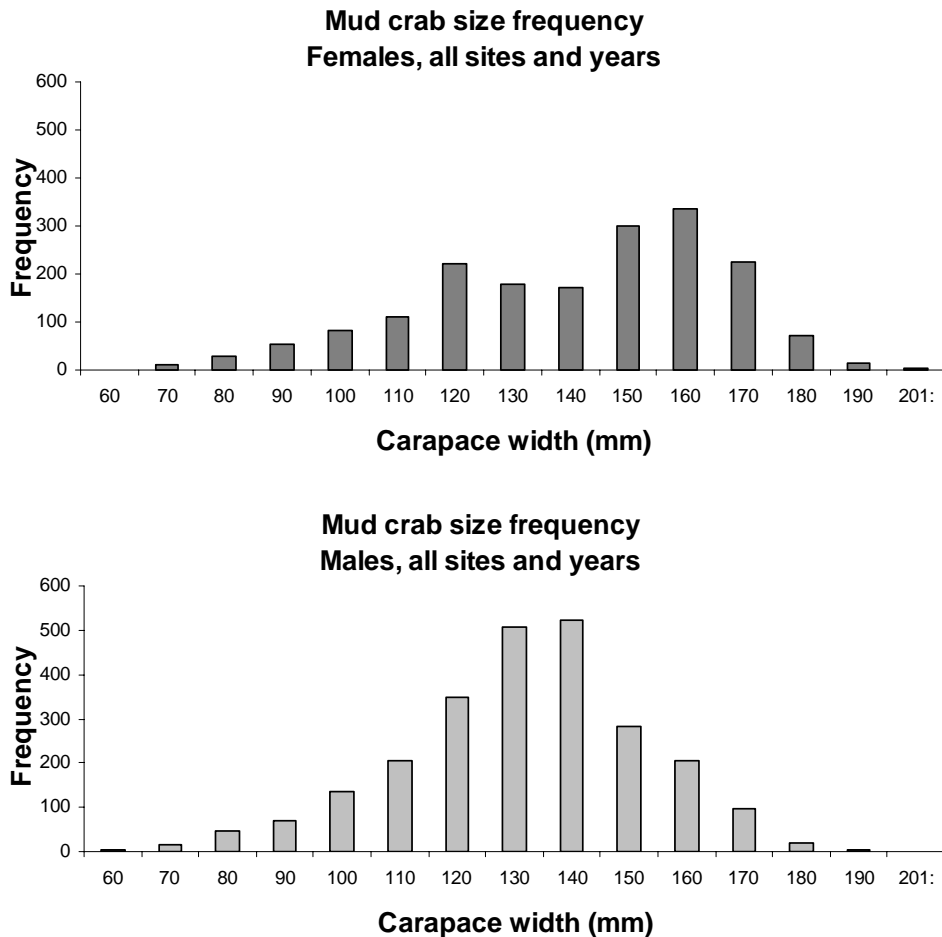 Mud crab size frequency
Females, all sites and years
600
500
400
300
200
100
0
Frequency
60 70 80 90 100 110 120 130 140 150 160 170 180 190 201:
Carapace width (mm)
Mud crab size frequency
Males, all sites and years
600
500
400
300
200
100
0
Frequency
60 70 80 90 100 110 120 130 140 150 160 170 180 190 201:
Carapace width (mm)